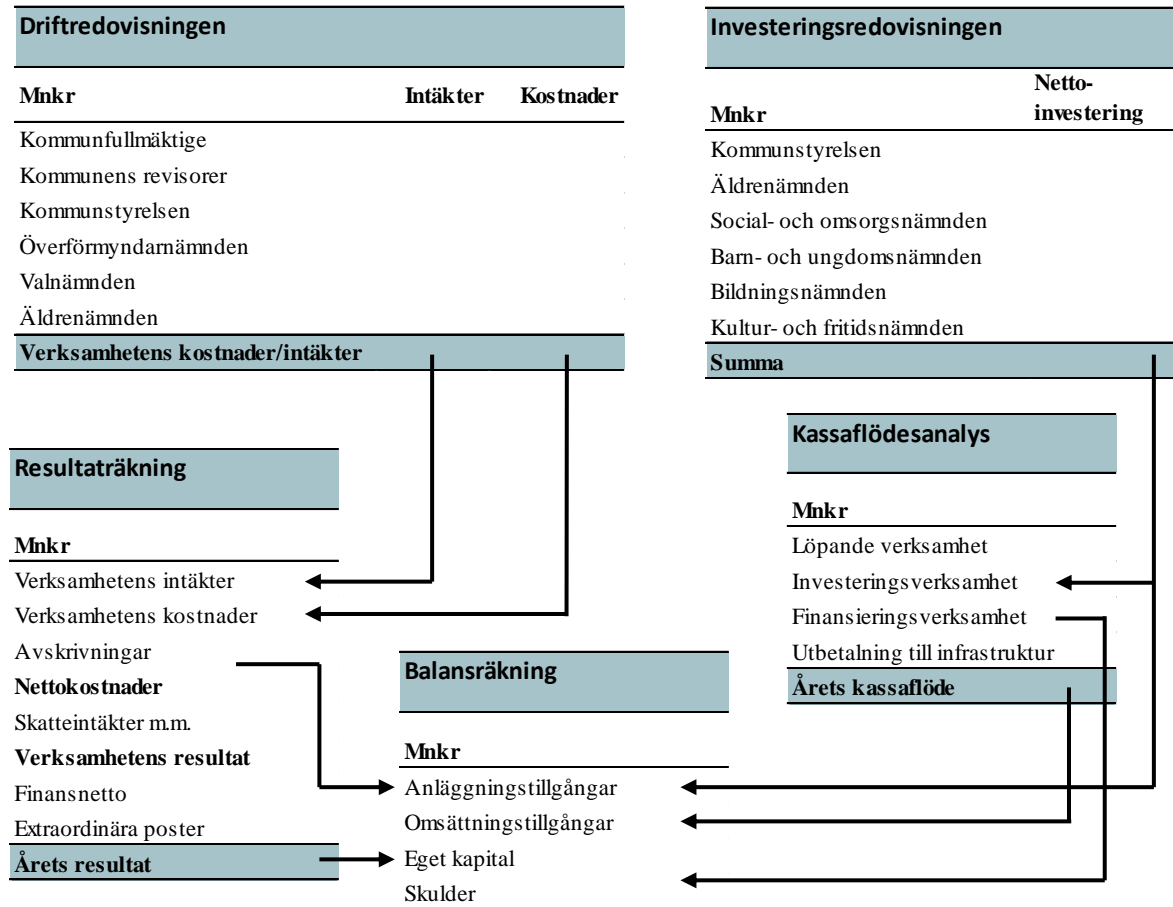 Driftredovisningen
Mnkr Intäkter Kostnader
Kommunfullmäktige
Kommunens revisorer
Kommunstyrelsen
Överförmyndarnämnden
Valnämnden
Äldrenämnden
Verksamhetens kostnader/intäkter
Investeringsredovisningen
Netto-
Mnkr investering
Kommunstyrelsen
Äldrenämnden
Social- och omsorgsnämnden
Barn- och ungdomsnämnden
Bildningsnämnden
Kultur- och fritidsnämnden
Summa
Resultaträkning
Mnkr
Verksamhetens intäkter
Verksamhetens kostnader
Avskrivningar
Nettokostnader
Skatteintäkter m.m.
Verksamhetens resultat
Finansnetto
Extraordinära poster
Årets resultat
Kassaflödesanalys
Mnkr
Löpande verksamhet
Investeringsverksamhet
Finansieringsverksamhet
Utbetalning till infrastruktur
Årets kassaflöde
Balansräkning
Mnkr
Anläggningstillgångar
Omsättningstillgångar
Eget kapital
Skulder